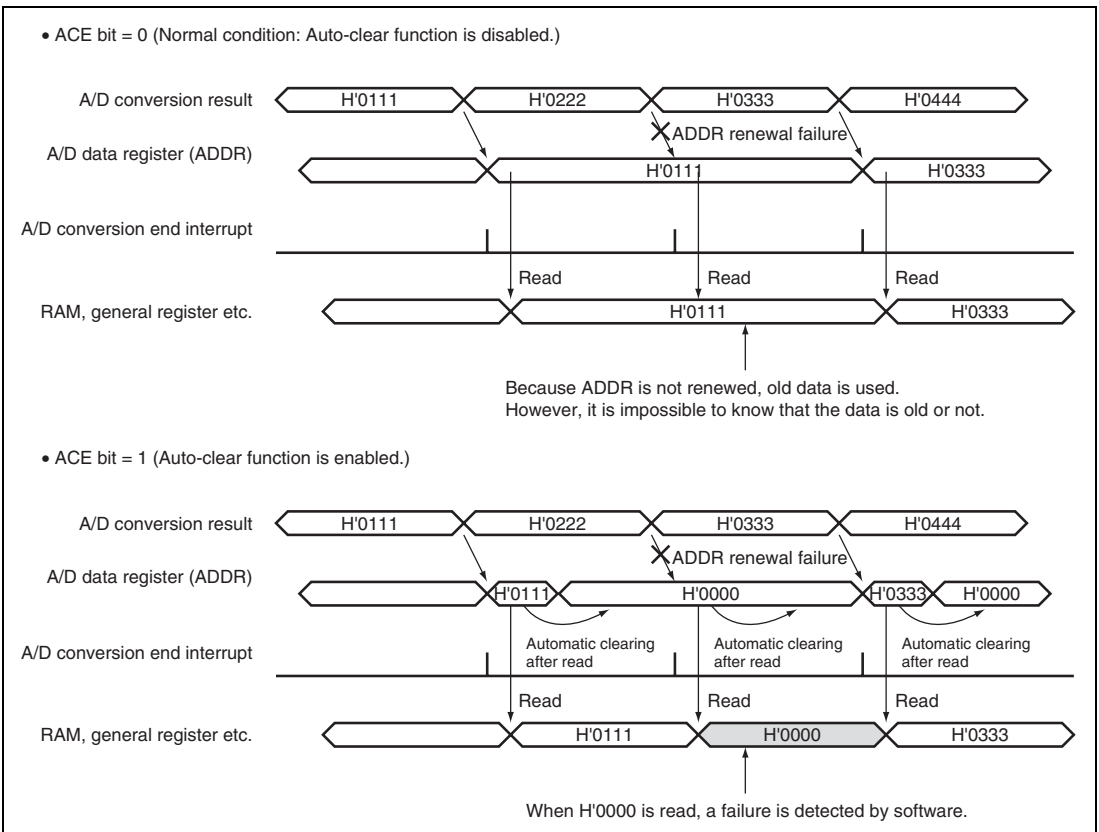 • ACE bit = 0 (Normal condition: Auto-clear function is disabled.)
A/D conversion result
H'0111
H'0222
H'0333
H'0444
ADDR renewal failure
A/D data register (ADDR)
H'0111
H'0333
A/D conversion end interrupt
Read
Read
Read
RAM, general register etc.
H'0111
H'0333
Because ADDR is not renewed, old data is used.
However, it is impossible to know that the data is old or not.
• ACE bit = 1 (Auto-clear function is enabled.)
A/D conversion result
H'0111
H'0222
H'0333
H'0444
ADDR renewal failure
A/D data register (ADDR)
H'0111
H'0000
H'0333
H'0000
Automatic clearing
after read
Automatic clearing
after read
Automatic clearing
after read
A/D conversion end interrupt
Read
Read
Read
RAM, general register etc.
H'0111
H'0000
H'0333
When H'0000 is read, a failure is detected by software.